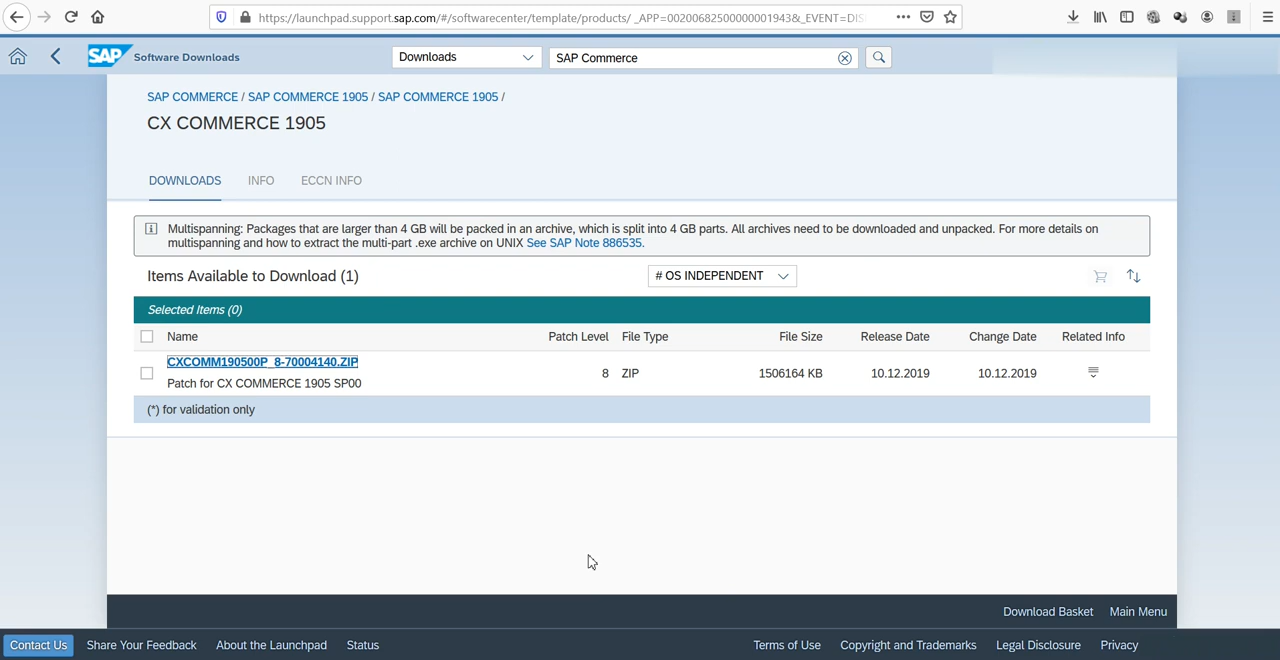 https://launchpad.support.sap.com/#/softwarecenter/template/products/ _APP=00200682500000001943&_EVENT=DIS
SAP Software Downloads
Downloads
SAP Commerce
SAP COMMERCE / SAP COMMERCE 1905 / SAP COMMERCE 1905 /
CX COMMERCE 1905
DOWNLOADS INFO ECCN INFO
Multispanning: Packages that are larger than 4 GB will be packed in an archive, which is split into 4 GB parts. All archives need to be downloaded and unpacked. For more details on
multispanning and how to extract the multi-part .exe archive on UNIX See SAP Note 886535.
Items Available to Download (1)
# OS INDEPENDENT
Selected Items (0)
Name Patch Level File Type File Size Release Date Change Date Related Info
CXCOMM190500P_8-70004140.ZIP
Patch for CX COMMERCE 1905 SP00
8 ZIP 1506164 KB 10.12.2019 10.12.2019
(*) for validation only
Download Basket Main Menu
Contact Us Share Your Feedback About the Launchpad Status Terms of Use Copyright and Trademarks Legal Disclosure Privacy